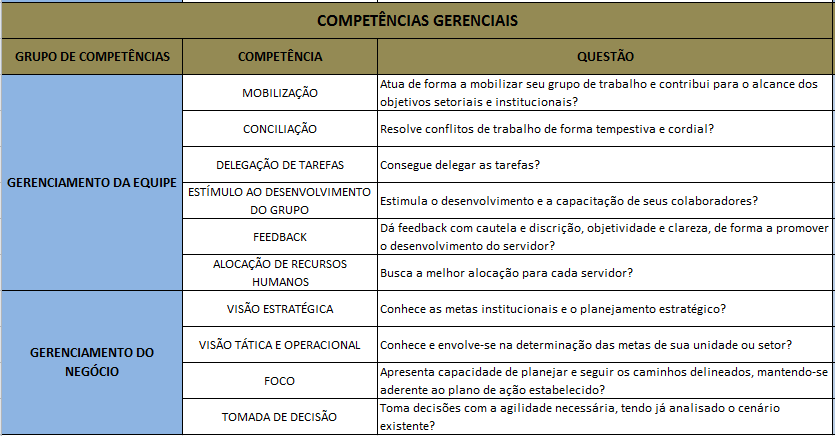 COMPETÊNCIAS GERENCIAIS
GRUPO DE COMPETÊNCIAS
COMPETÊNCIA
QUESTÃO
GERENCIAMENTO DA EQUIPE
MOBILIZAÇÃO
Atua de forma a mobilizar seu grupo de trabalho e contribui para o alcance dos
objetivos setoriais e institucionais?
CONCILIAÇÃO
Resolve conflitos de trabalho de forma tempestiva e cordial?
DELEGAÇÃO DE TAREFAS
Consegue delegar as tarefas?
ESTÍMULO AO DESENVOLVIMENTO
DO GRUPO
Estimula o desenvolvimento e a capacitação de seus colaboradores?
FEEDBACK
Dá feedback com cautela e discrição, objetividade e clareza, de forma a promover
o desenvolvimento do servidor?
ALOCAÇÃO DE RECURSOS
HUMANOS
Busca a melhor alocação para cada servidor?
GERENCIAMENTO DO
NEGÓCIO
VISÃO ESTRATÉGICA
Conhece as metas institucionais e o planejamento estratégico?
VISÃO TÁTICA E OPERACIONAL
Conhece e envolve-se na determinação das metas de sua unidade ou setor?
FOCO
Apresenta capacidade de planejar e seguir os caminhos delineados, mantendo-se
aderente ao plano de ação estabelecido?
TOMADA DE DECISÃO
Toma decisões com a agilidade necessária, tendo já analisado o cenário
existente?